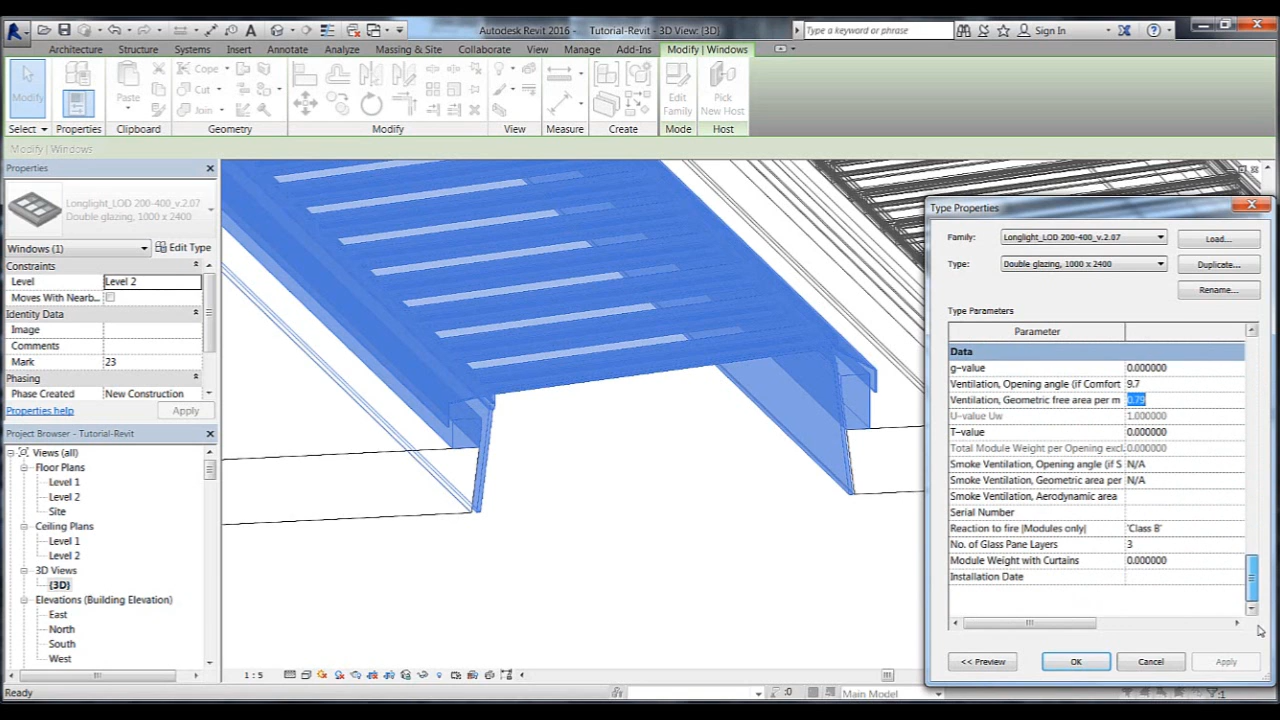 Autodesk Revit 2016 - Tutorial-Revit - 3D View: {3D}
Type a keyword or phrase
Sign In
Architecture Structure Systems Insert Annotate Analyze Massing & Site Collaborate View Manage Add-Ins Modify | Windows
Modify
Paste
Cope
Cut
Join
Edit Family
Pick New Host
Select Properties Clipboard Geometry Modify View Measure Create Mode Host
Modify | Windows
Properties
Longlight_LOD 200-400_v.2.07
Double glazing, 1000 x 2400
Windows (1)
Edit Type
Constraints
Level Level 2
Moves With Nearb...
Identity Data
Image
Comments
Mark 23
Phasing
Phase Created New Construction
Properties help
Apply
Project Browser - Tutorial-Revit
Views (all)
Floor Plans
Level 1
Level 2
Site
Ceiling Plans
Level 1
Level 2
3D Views
{3D}
Elevations (Building Elevation)
East
North
South
West
Type Properties
Family: Longlight_LOD 200-400_v.2.07 Load...
Type: Double glazing, 1000 x 2400 Duplicate...
Rename...
Type Parameters
Parameter
Data
g-value 0.000000
Ventilation, Opening angle (if Comfort 9.7
Ventilation, Geometric free area per m 0.79
U-value Uw 1.000000
T-value 0.000000
Total Module Weight per Opening excl. 0.000000
Smoke Ventilation, Opening angle (if S N/A
Smoke Ventilation, Geometric area per N/A
Smoke Ventilation, Aerodynamic area
Serial Number
Reaction to fire |Modules only| 'Class B'
No. of Glass Pane Layers 3
Module Weight with Curtains 0.000000
Installation Date
<< Preview OK Cancel Apply
1 : 5
Ready
:0
Main Model
:1